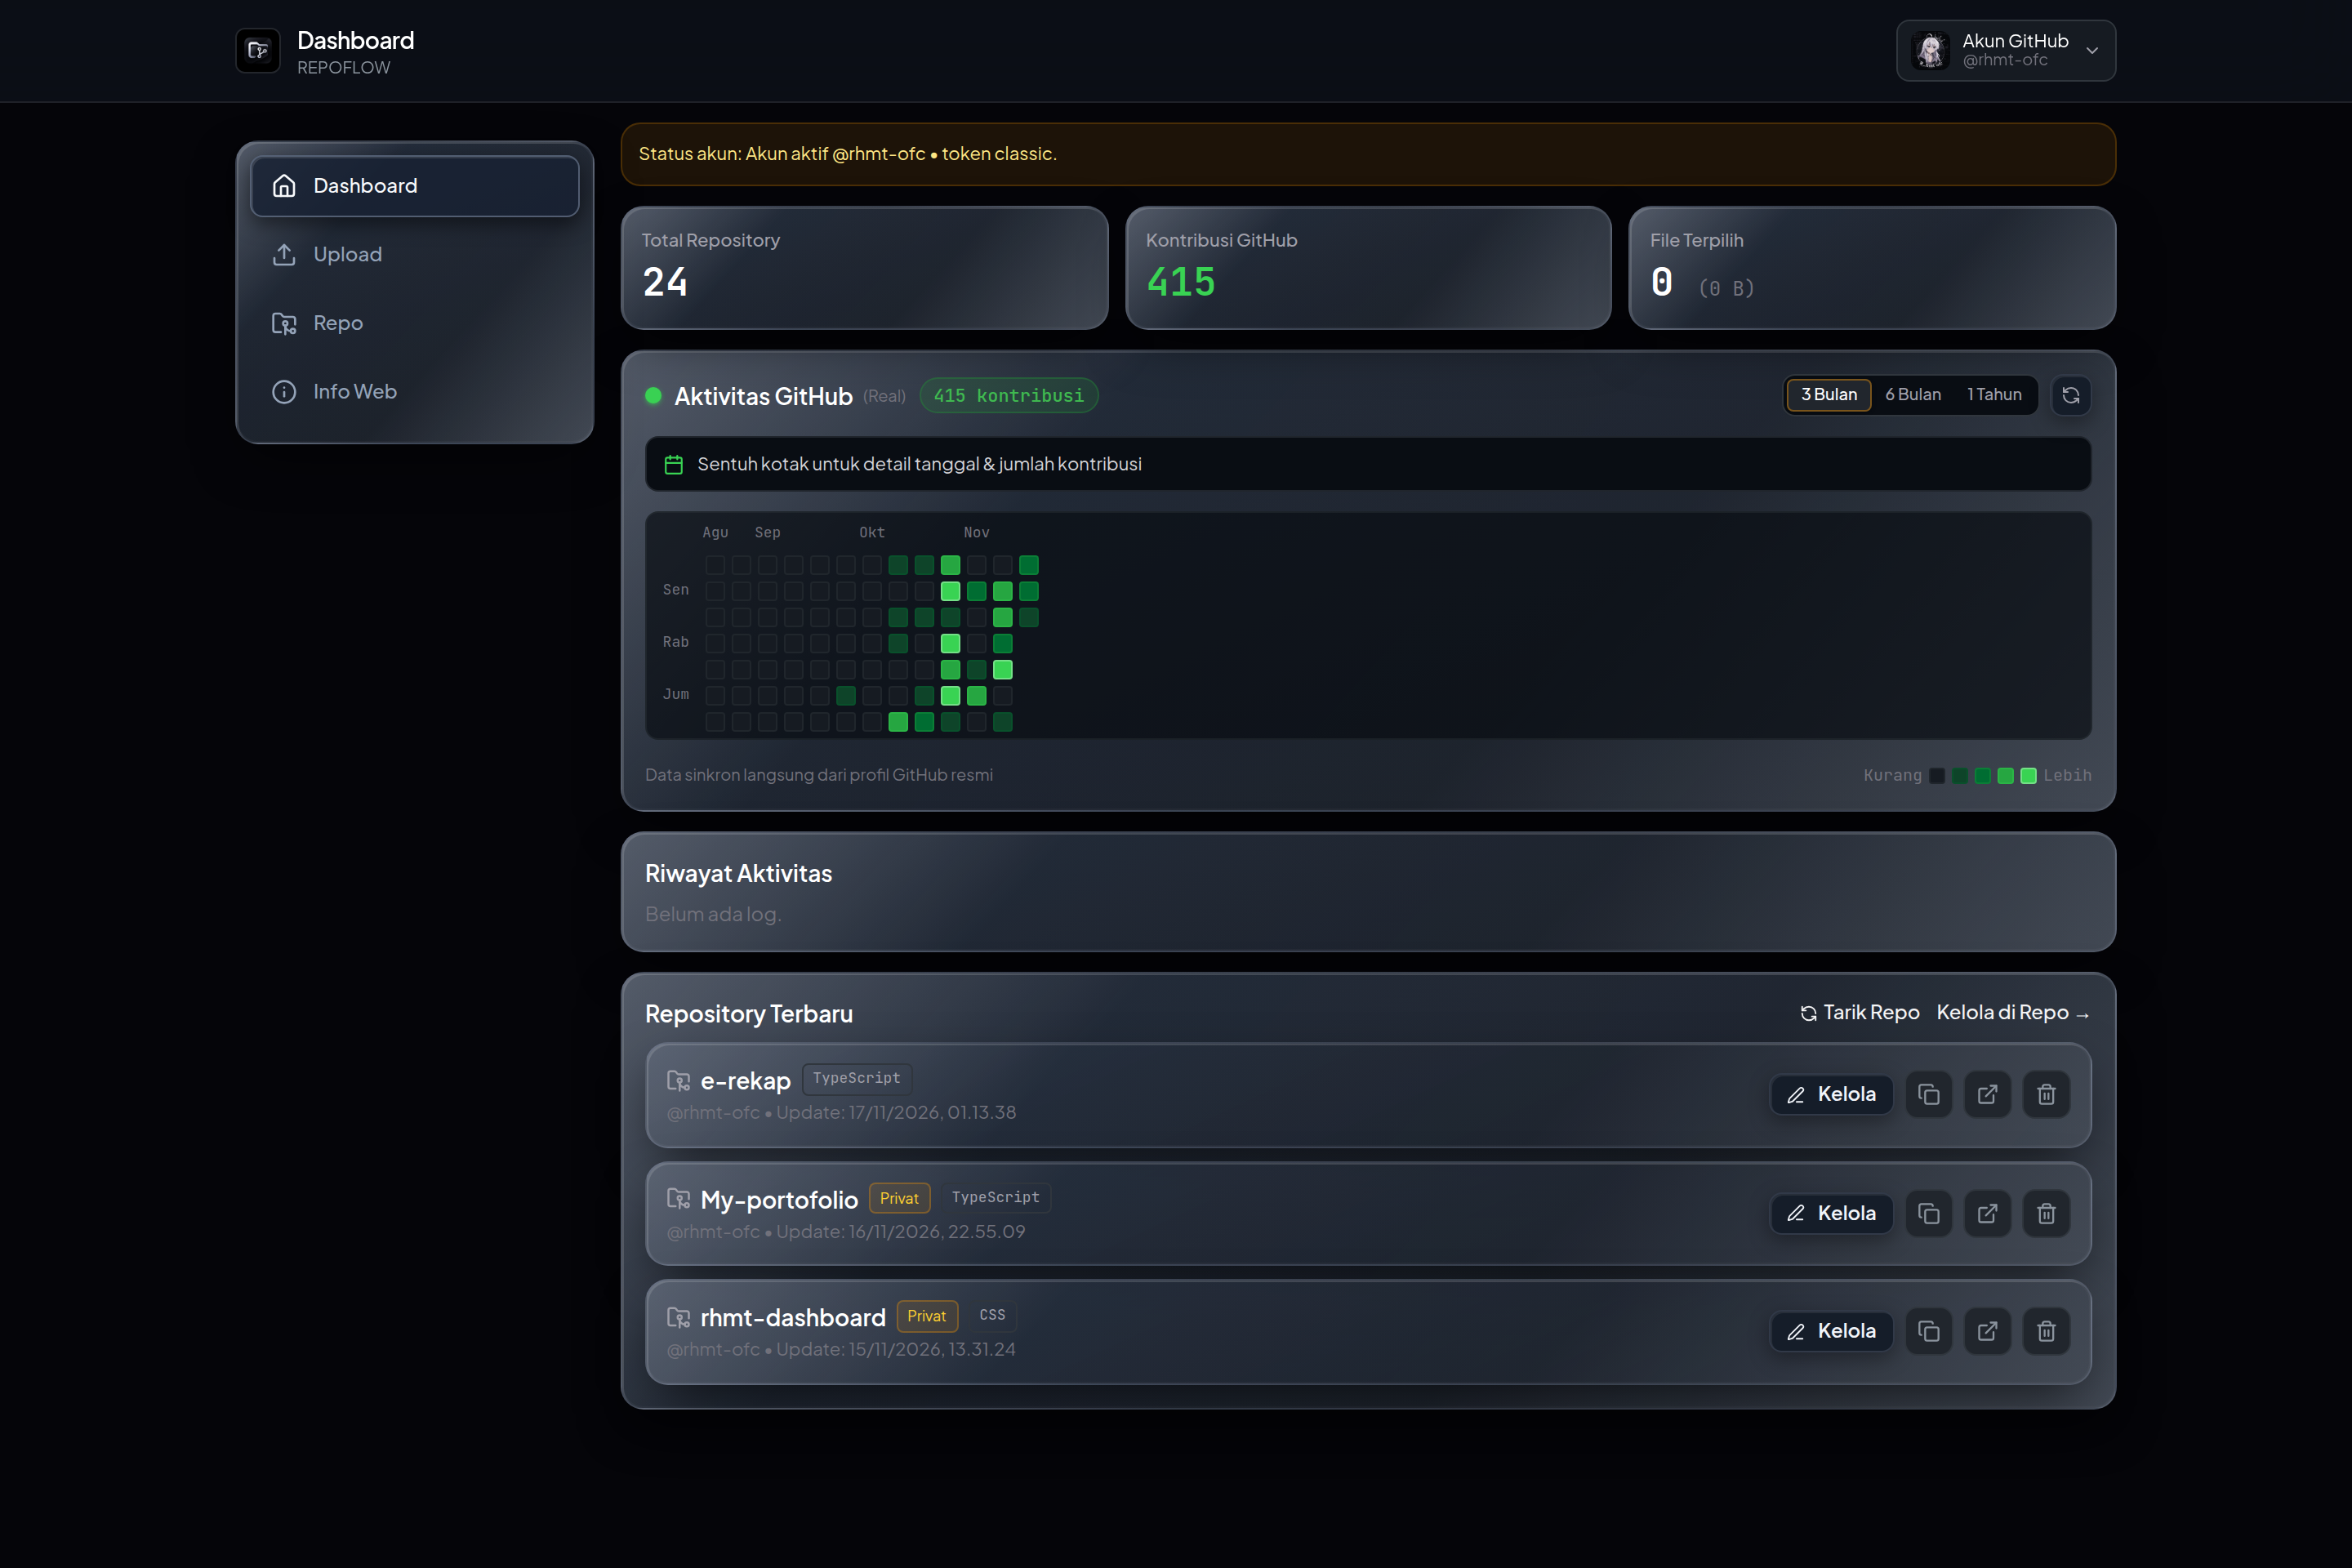 Dashboard
REPOFLOW
Akun GitHub
@rhmt-ofc
Dashboard
Upload
Repo
Info Web
Status akun: Akun aktif @rhmt-ofc • token classic.
Total Repository
24
Kontribusi GitHub
415
File Terpilih
0 (0 B)
Aktivitas GitHub (Real) 415 kontribusi
3 Bulan 6 Bulan 1 Tahun
Sentuh kotak untuk detail tanggal & jumlah kontribusi
Agu Sep Okt Nov
Sen
Rab
Jum
Data sinkron langsung dari profil GitHub resmi
Kurang Lebih
Riwayat Aktivitas
Belum ada log.
Repository Terbaru
Tarik Repo Kelola di Repo →
e-rekap TypeScript
@rhmt-ofc • Update: 17/11/2026, 01.13.38
Kelola
My-portofolio Privat TypeScript
@rhmt-ofc • Update: 16/11/2026, 22.55.09
Kelola
rhmt-dashboard Privat CSS
@rhmt-ofc • Update: 15/11/2026, 13.31.24
Kelola